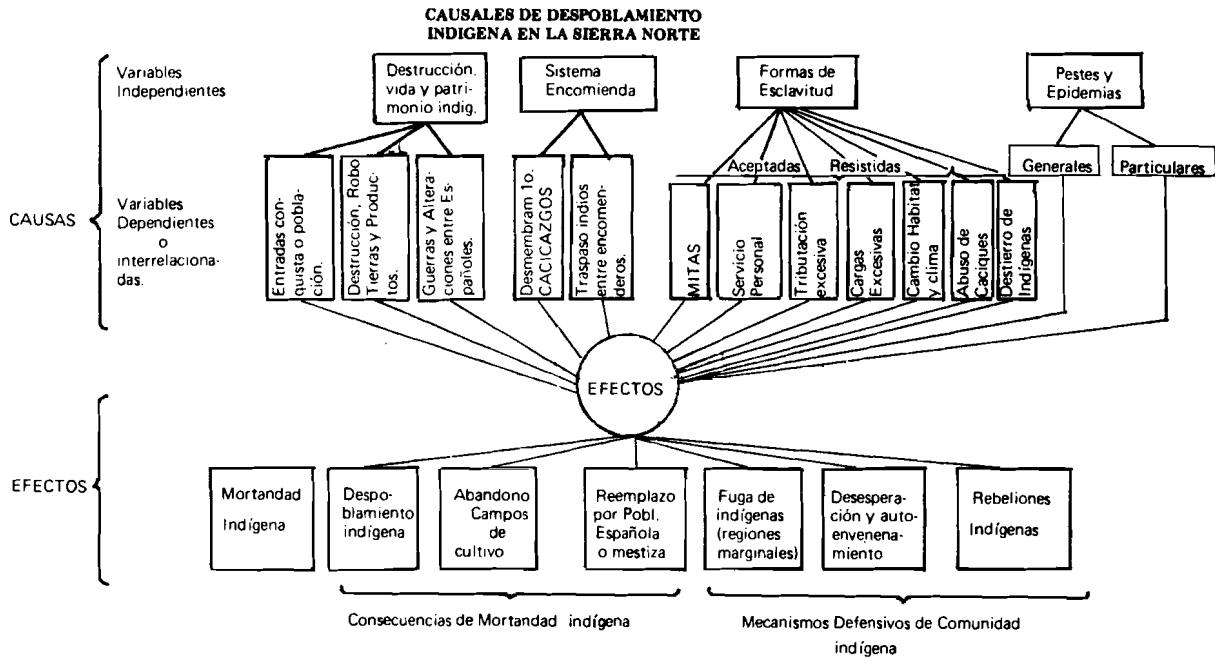 CAUSALES DE DESPOBLAMIENTO
INDIGENA EN LA SIERRA NORTE
CAUSAS
Variables
Independientes
Destrucción,
vida y patri-
monio indig.
Sistema
Encomienda
Formas de
Esclavitud
Pestes y
Epidemias
Variables
Dependientes
o
interrelaciona-
das.
Aceptadas
Resistidas
Generales
Particulares
Entradas con-
quista o pobla-
ción.
Destrucción, Robo
Tierras y Produc-
tos.
Guerras y Altera-
ciones entre Es-
pañoles.
Desmembram 1o.
CACICAZGOS
Traspaso indios
entre encomen-
deros.
MITAS
Servicio
Personal
Tributación
excesiva
Cargas
Excesivas
Cambio Habitat
y clima
Abuso de
Caciques
Destierro de
Indígenas
EFECTOS
EFECTOS
Mortandad
Indígena
Despo-
blamiento
indígena
Abandono
Campos
de
cultivo
Reemplazo
por Pobl.
Española
o mestiza
Fuga de
indígenas
(regiones
marginales)
Desespera-
ción y auto-
envenena-
miento
Rebeliones
Indígenas
Consecuencias de Mortandad indígena
Mecanismos Defensivos de Comunidad
indígena